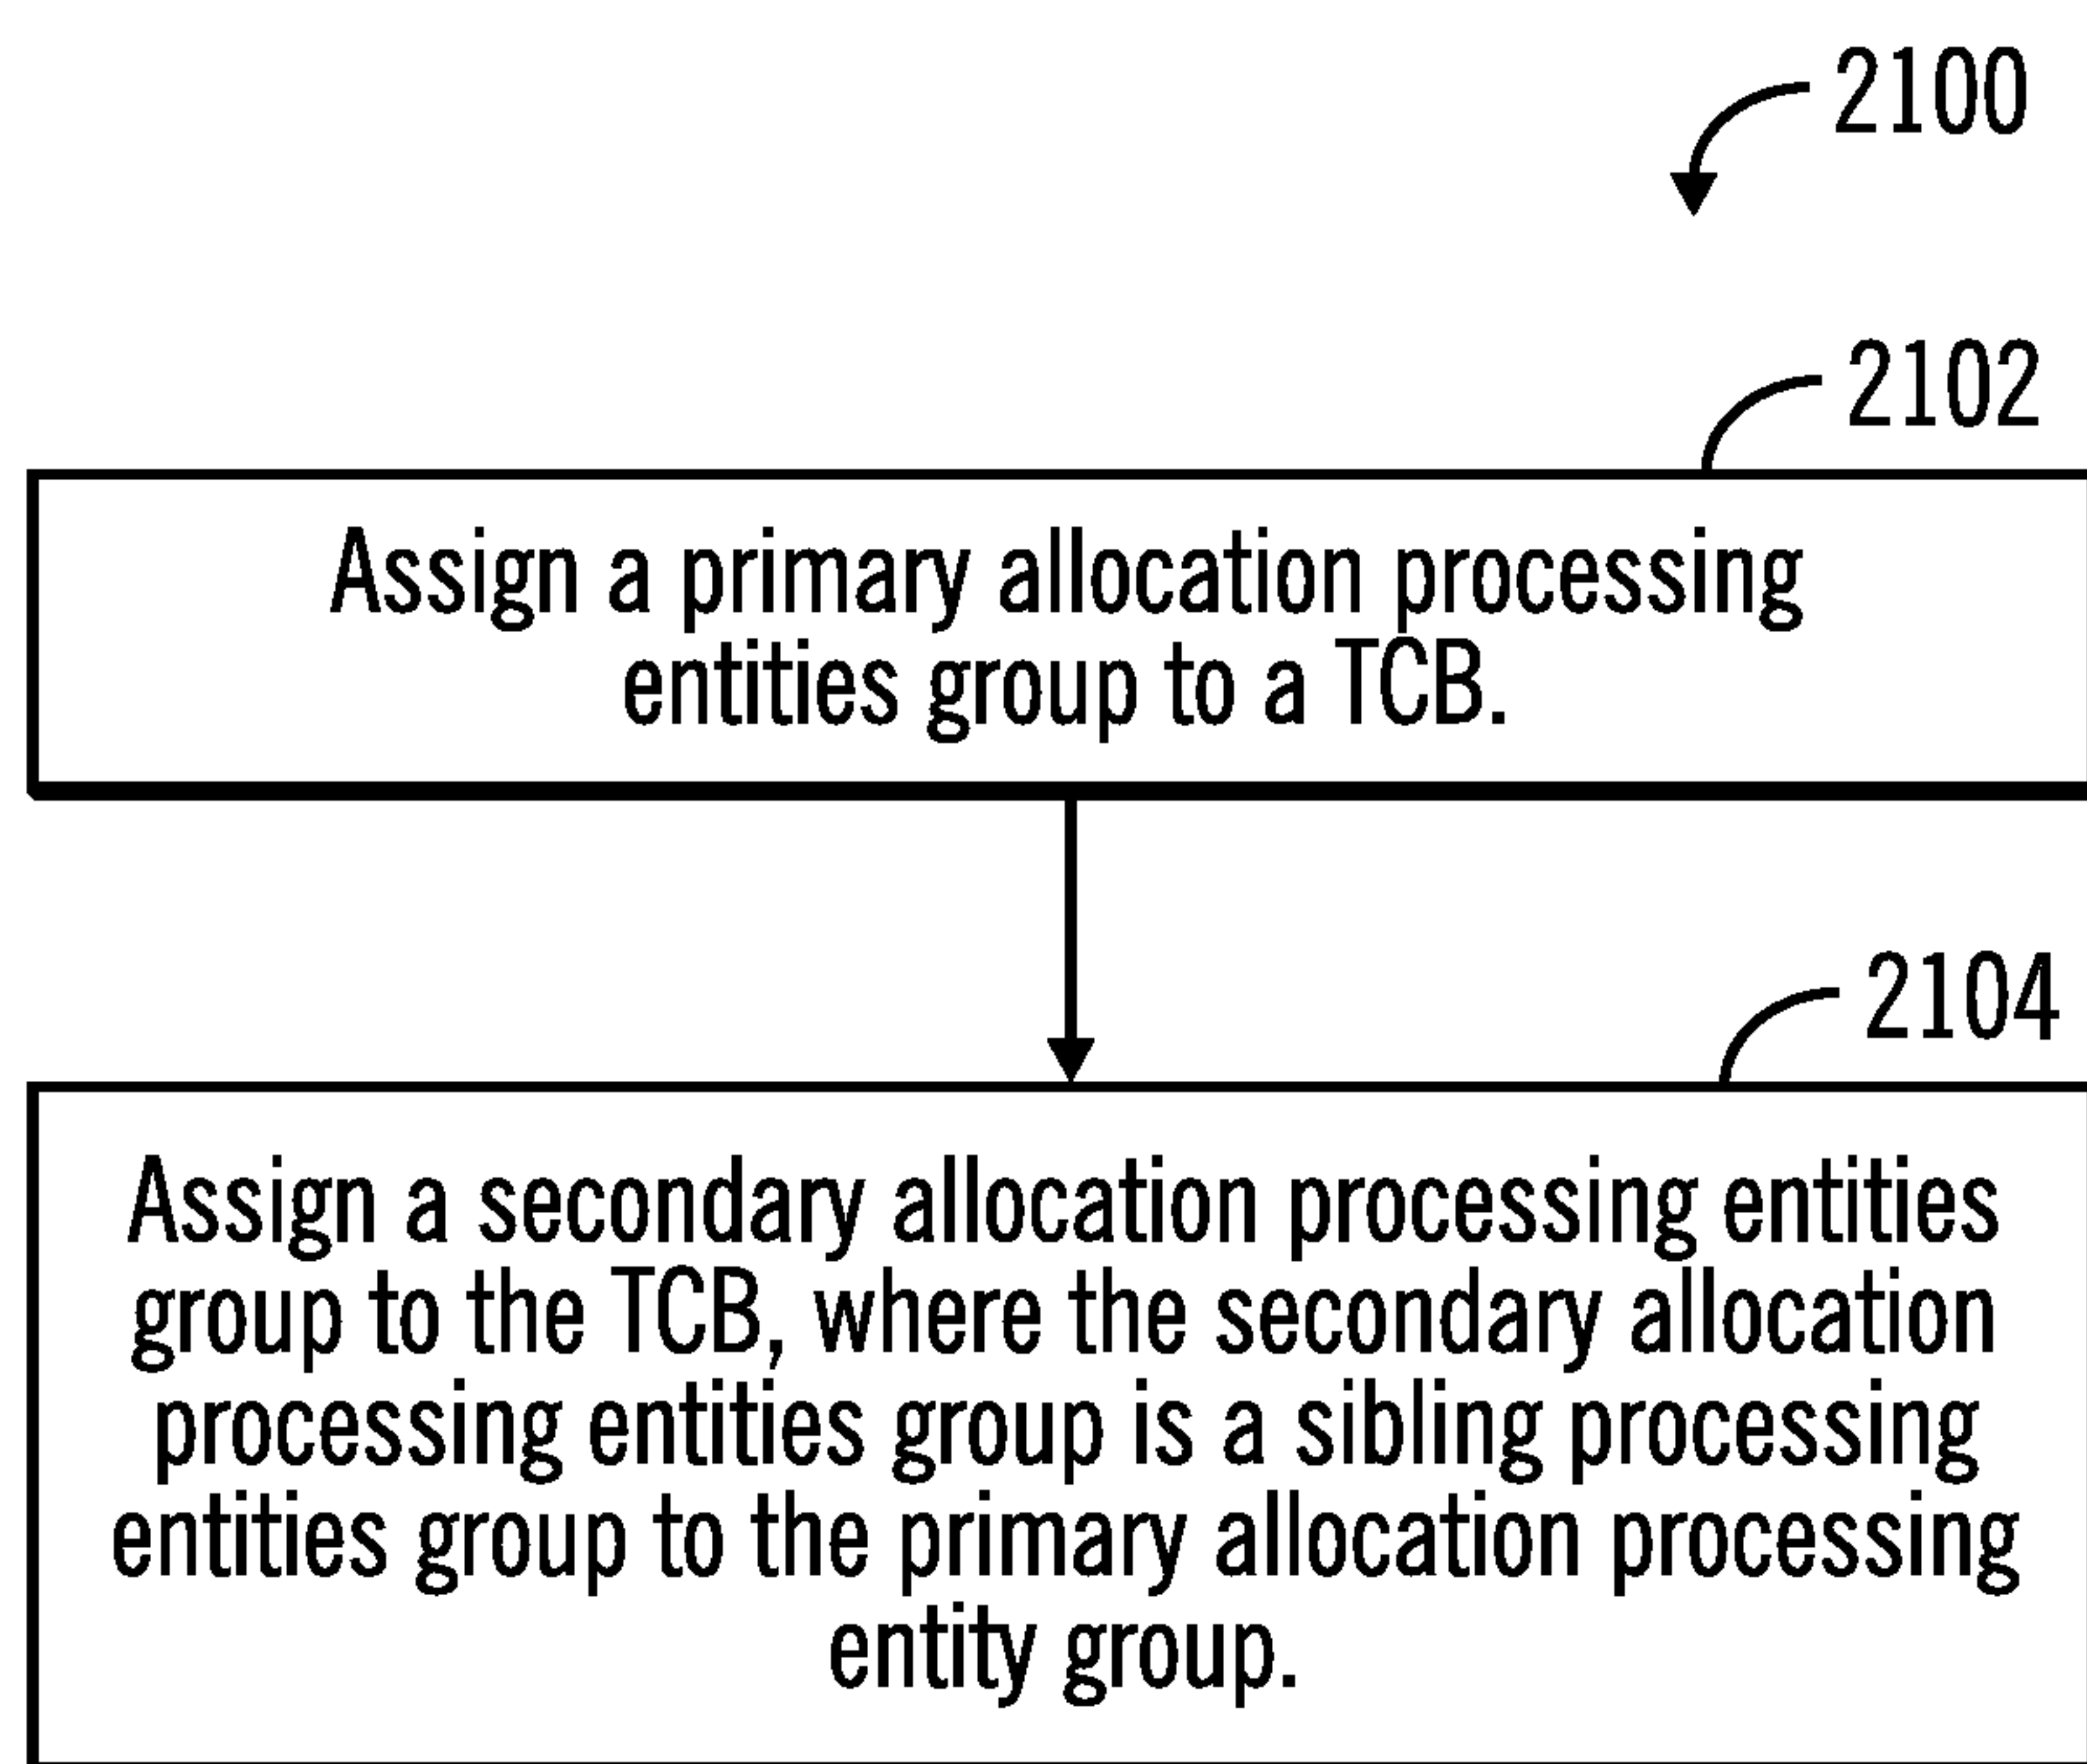 2100
2102
Assign a primary allocation processing
entities group to a TCB.
2104
Assign a secondary allocation processing entities
group to the TCB, where the secondary allocation
processing entities group is a sibling processing
entities group to the primary allocation processing
entity group.